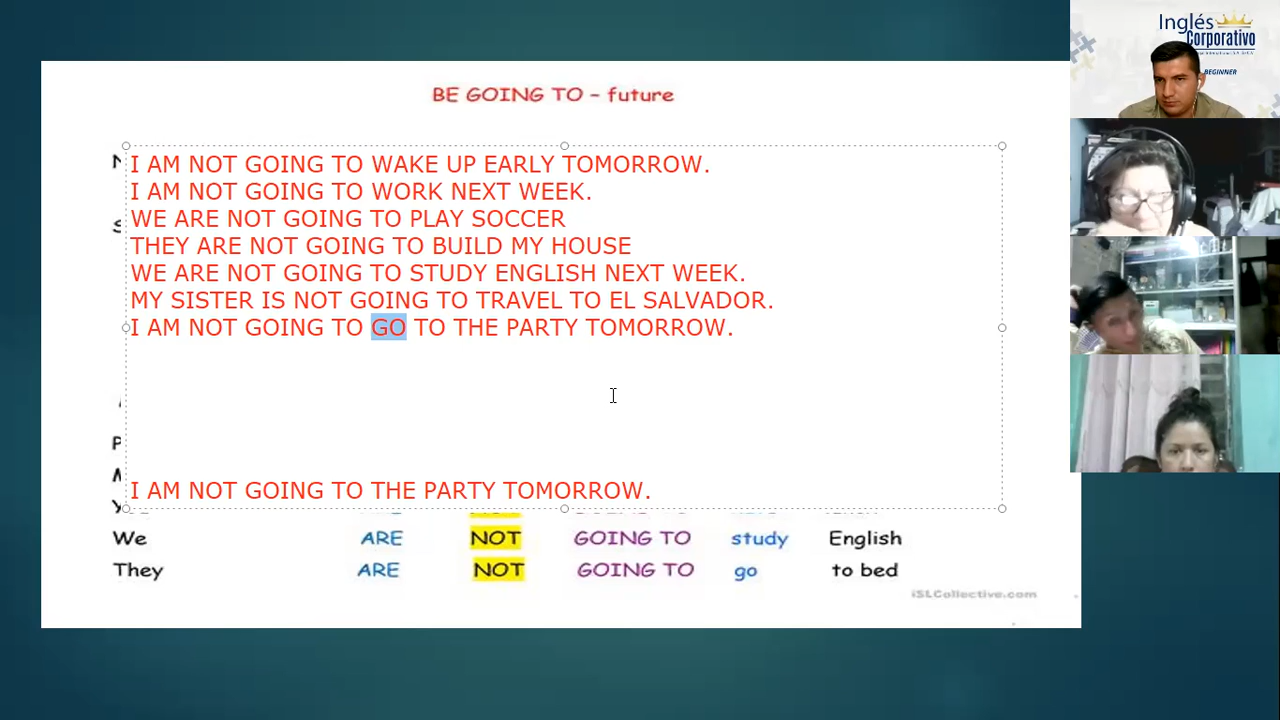 BE GOING TO – future
I AM NOT GOING TO WAKE UP EARLY TOMORROW.
I AM NOT GOING TO WORK NEXT WEEK.
WE ARE NOT GOING TO PLAY SOCCER
THEY ARE NOT GOING TO BUILD MY HOUSE
WE ARE NOT GOING TO STUDY ENGLISH NEXT WEEK.
MY SISTER IS NOT GOING TO TRAVEL TO EL SALVADOR.
I AM NOT GOING TO GO TO THE PARTY TOMORROW.
I AM NOT GOING TO THE PARTY TOMORROW.
We ARE NOT GOING TO study English
They ARE NOT GOING TO go to bed
iSLCollective.com
Inglés
Corporativo
BEGINNER